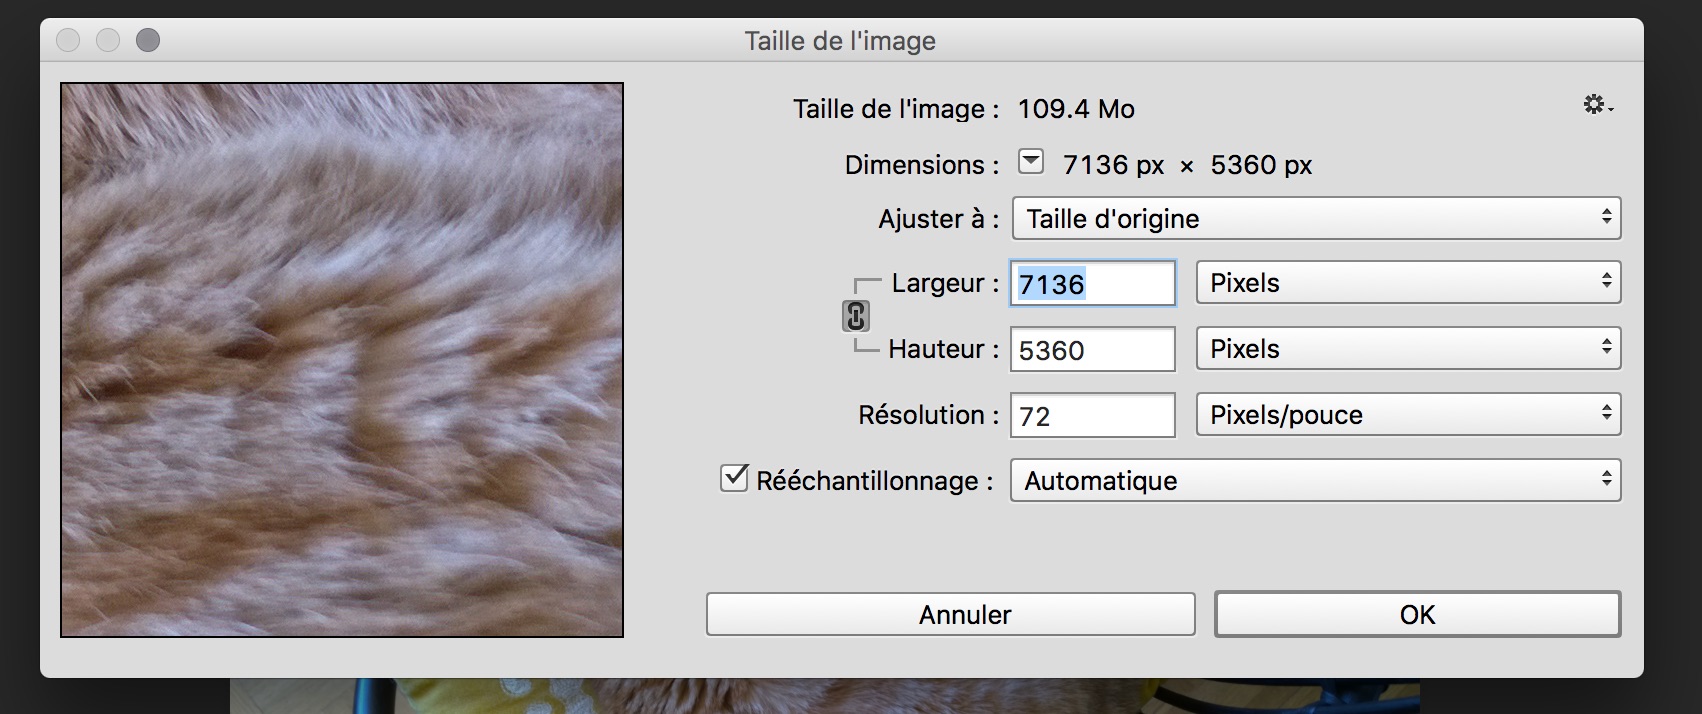 Taille de l'image
Taille de l'image : 109.4 Mo
Dimensions : 7136 px × 5360 px
Ajuster à : Taille d'origine
Largeur : 7136 Pixels
Hauteur : 5360 Pixels
Résolution : 72 Pixels/pouce
Rééchantillonnage : Automatique
Annuler OK